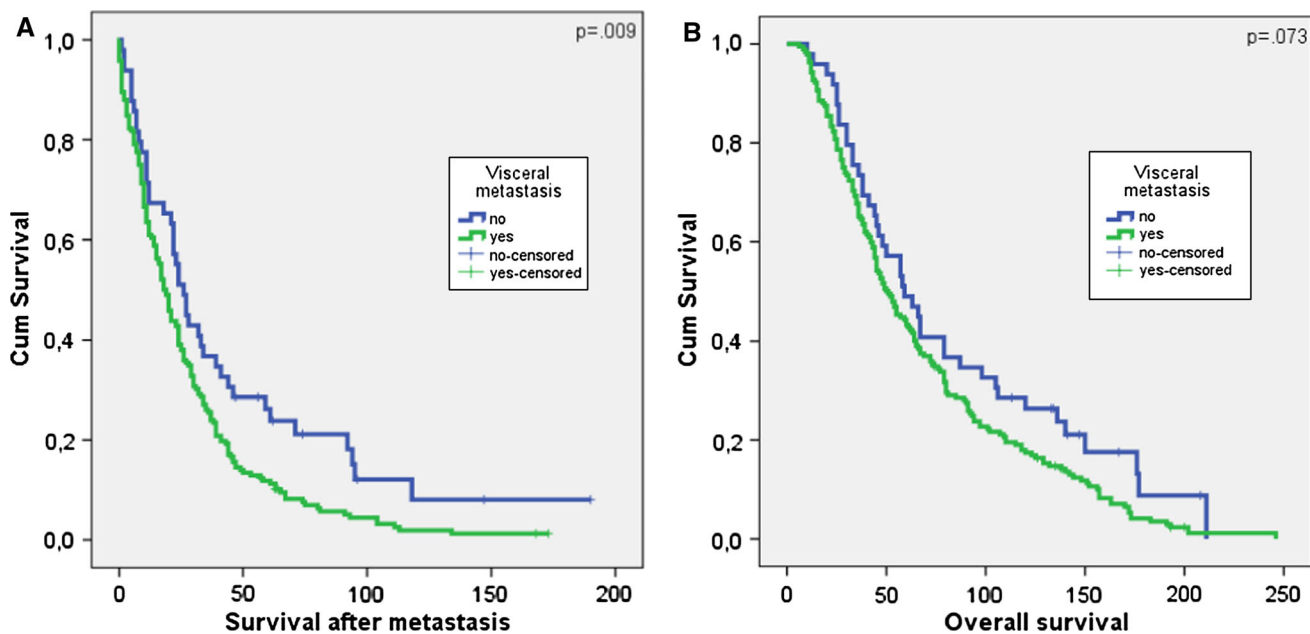 A
p=.009
1,0
0,8
0,6
0,4
0,2
0,0
Cum Survival
Visceral
metastasis
no
yes
no-censored
yes-censored
0 50 100 150 200
Survival after metastasis
B
p=.073
1,0
0,8
0,6
0,4
0,2
0,0
Cum Survival
Visceral
metastasis
no
yes
no-censored
yes-censored
0 50 100 150 200 250
Overall survival